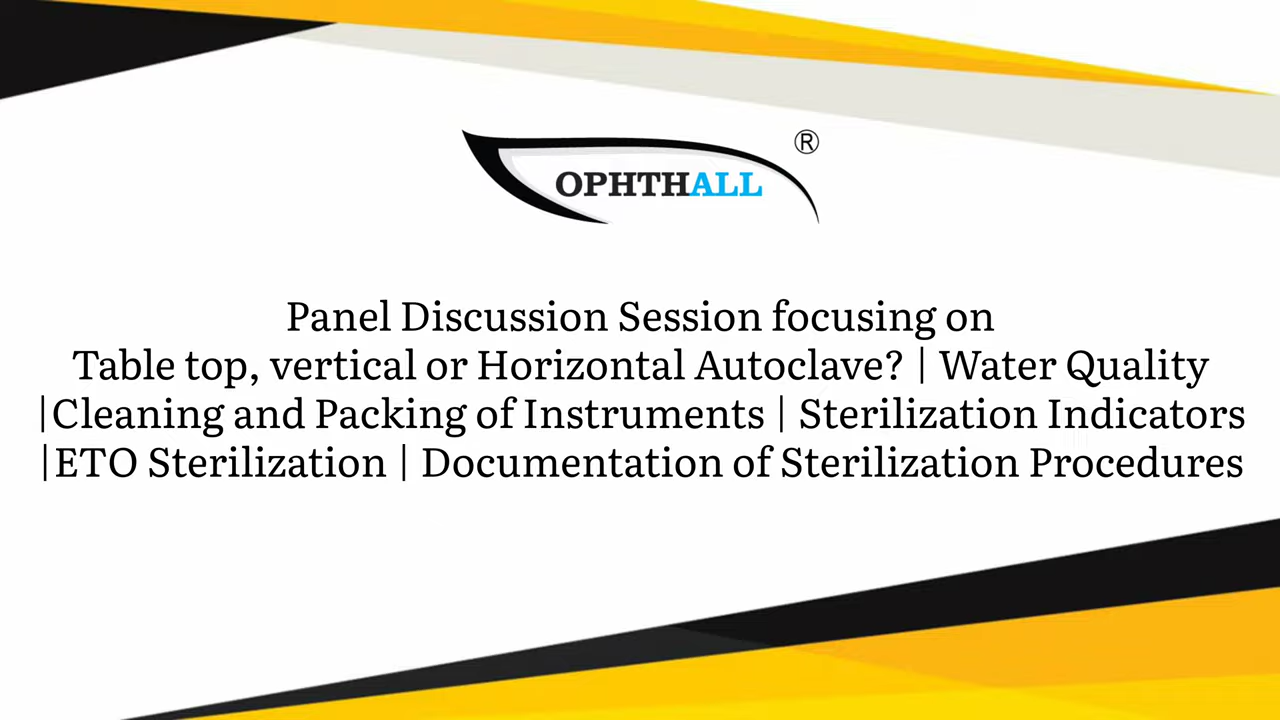 ®
OPHTHALL
Panel Discussion Session focusing on
Table top, vertical or Horizontal Autoclave? | Water Quality
|Cleaning and Packing of Instruments | Sterilization Indicators
|ETO Sterilization | Documentation of Sterilization Procedures